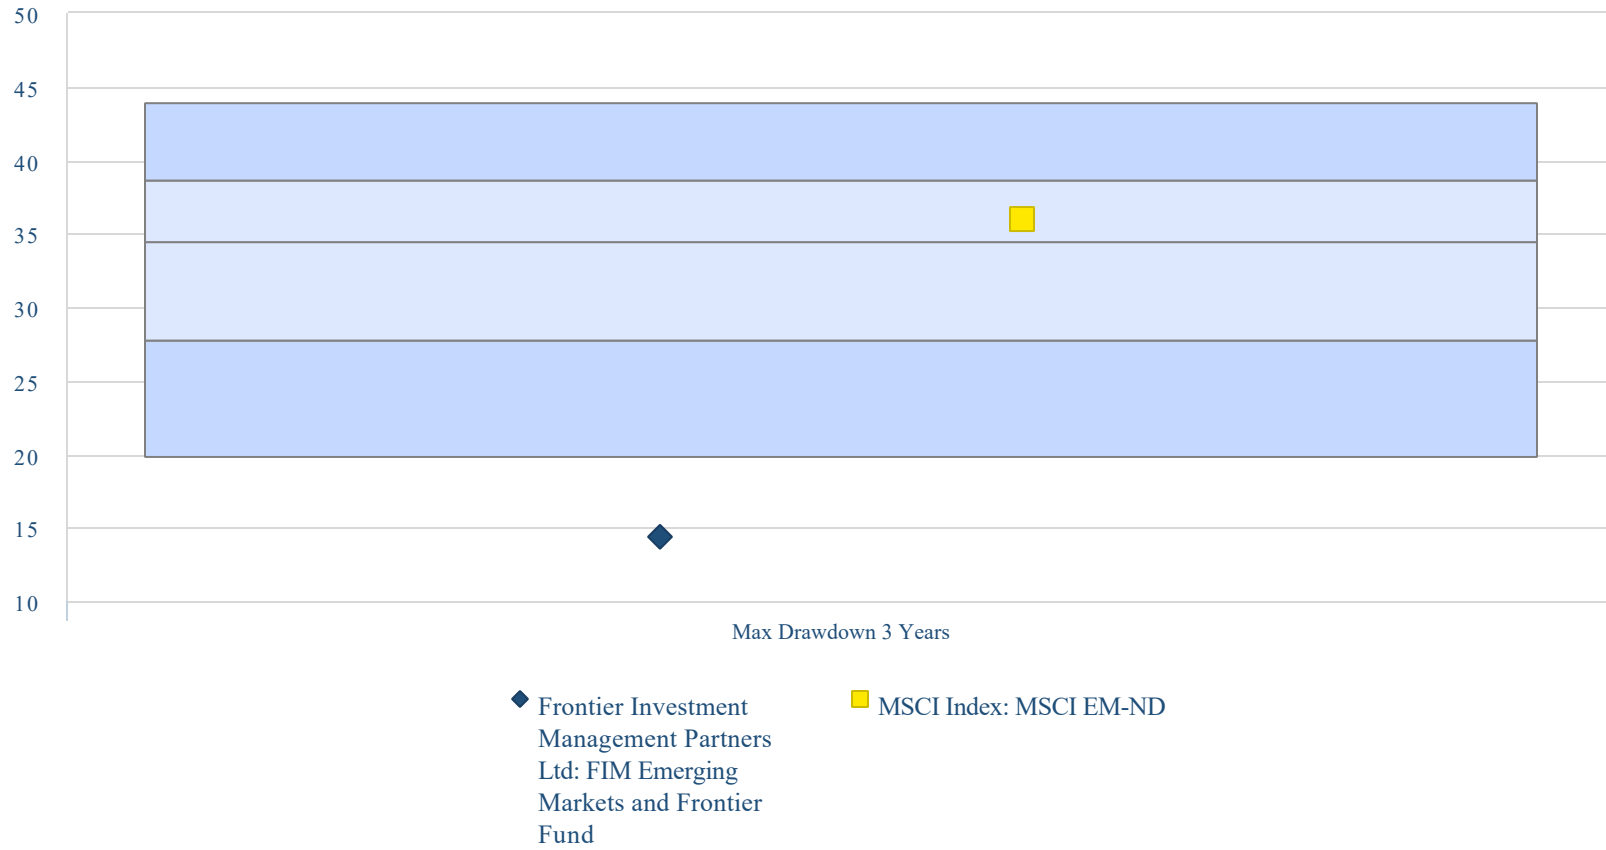 50
45
40
35
30
25
20
15
10
Max Drawdown 3 Years
Frontier Investment
Management Partners
Ltd: FIM Emerging
Markets and Frontier
Fund
MSCI Index: MSCI EM-ND